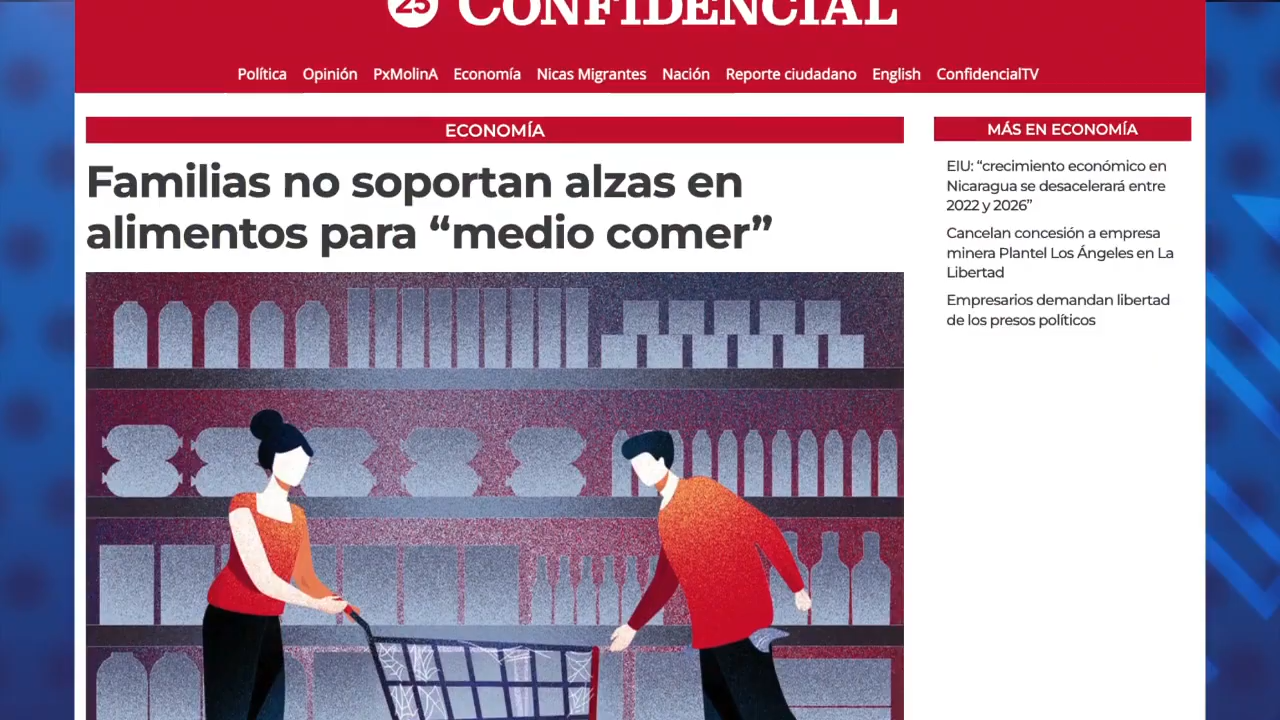 25 CONFIDENCIAL
Política Opinión PxMolinA Economía Nicas Migrantes Nación Reporte ciudadano English ConfidencialTV
ECONOMÍA
Familias no soportan alzas en
alimentos para “medio comer”
MÁS EN ECONOMÍA
EIU: “crecimiento económico en
Nicaragua se desacelerará entre
2022 y 2026”
Cancelan concesión a empresa
minera Plantel Los Ángeles en La
Libertad
Empresarios demandan libertad
de los presos políticos